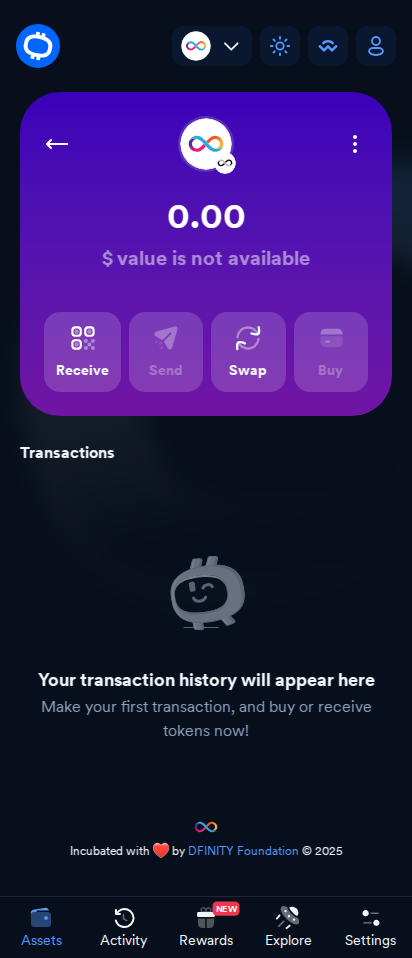 0.00
$ value is not available
Receive
Send
Swap
Buy
Transactions
Your transaction history will appear here
Make your first transaction, and buy or receive
tokens now!
Incubated with ❤️ by DFINITY Foundation © 2025
NEW
Assets
Activity
Rewards
Explore
Settings